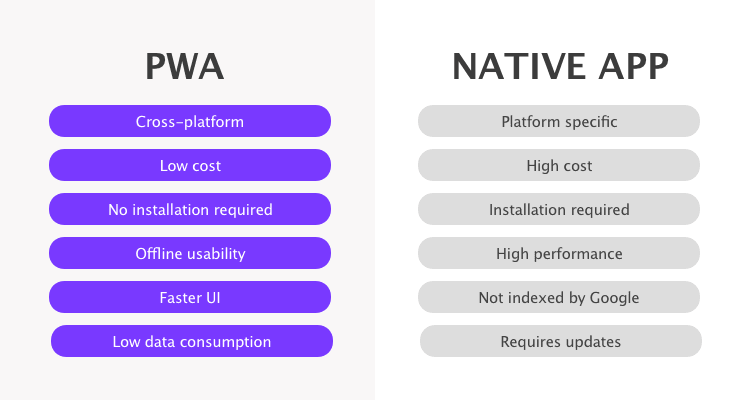 PWA
Cross-platform
Low cost
No installation required
Offline usability
Faster UI
Low data consumption
NATIVE APP
Platform specific
High cost
Installation required
High performance
Not indexed by Google
Requires updates